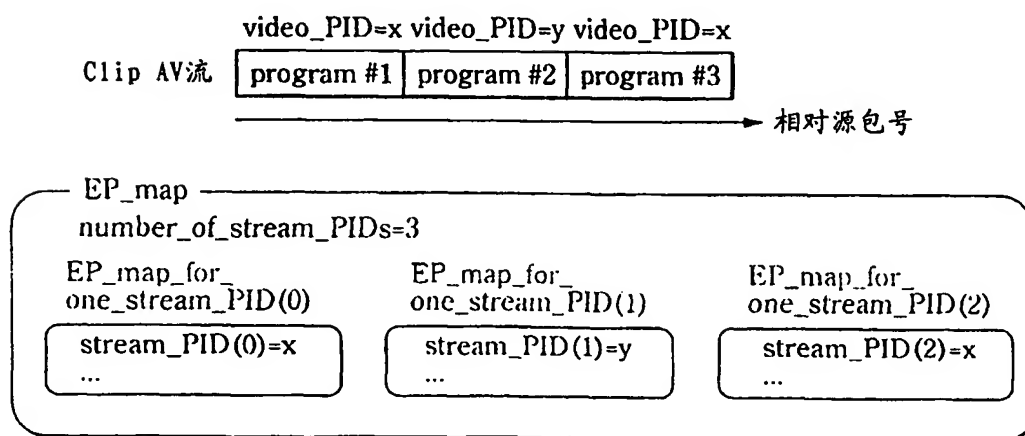 video_PID=x video_PID=y video_PID=x
Clip AV流 program #1 program #2 program #3
相对源包号
EP_map
number_of_stream_PIDs=3
EP_map_for_
one_stream_PID(0)
EP_map_for_
one_stream_PID(1)
EP_map_for_
one_stream_PID(2)
stream_PID(0)=x
...
stream_PID(1)=y
...
stream_PID(2)=x
...